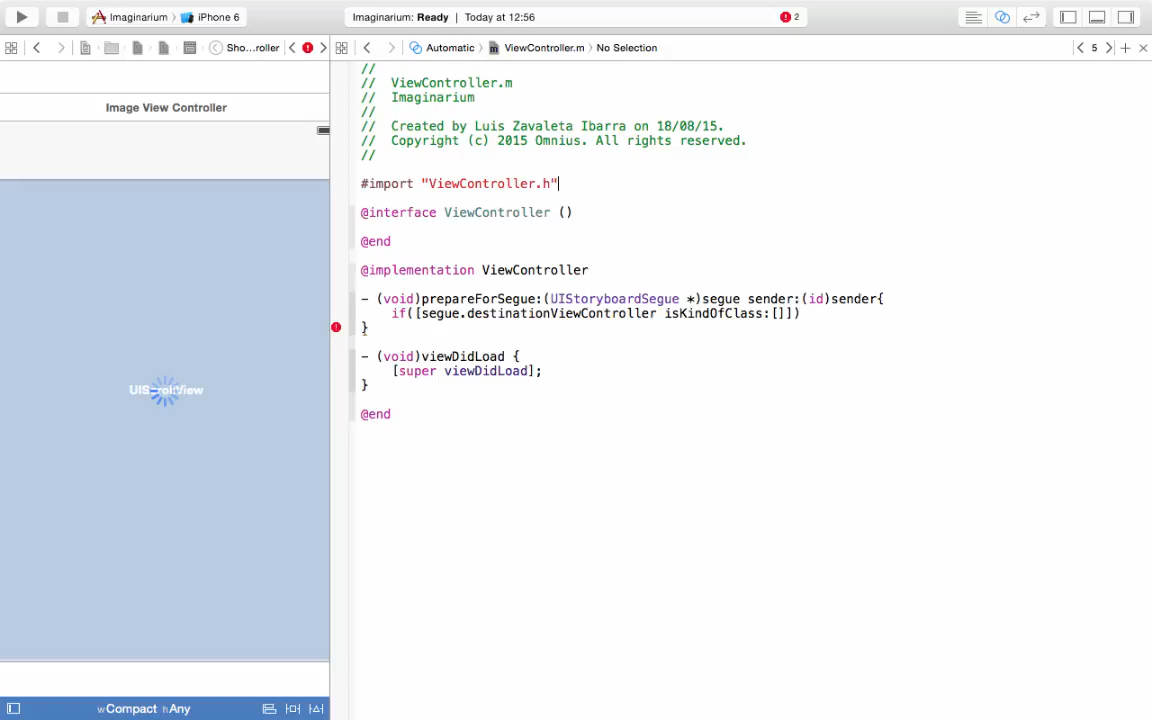 Imaginarium
iPhone 6
Imaginarium: Ready | Today at 12:56
2
Sho...roller
Automatic
ViewController.m
No Selection
5
Image View Controller
UIScrollView
wCompact hAny
//
//  ViewController.m
//  Imaginarium
//
//  Created by Luis Zavaleta Ibarra on 18/08/15.
//  Copyright (c) 2015 Omnius. All rights reserved.
//
#import "ViewController.h"
@interface ViewController ()
@end
@implementation ViewController
- (void)prepareForSegue:(UIStoryboardSegue *)segue sender:(id)sender{
    if([segue.destinationViewController isKindOfClass:[]])
}
- (void)viewDidLoad {
    [super viewDidLoad];
}
@end